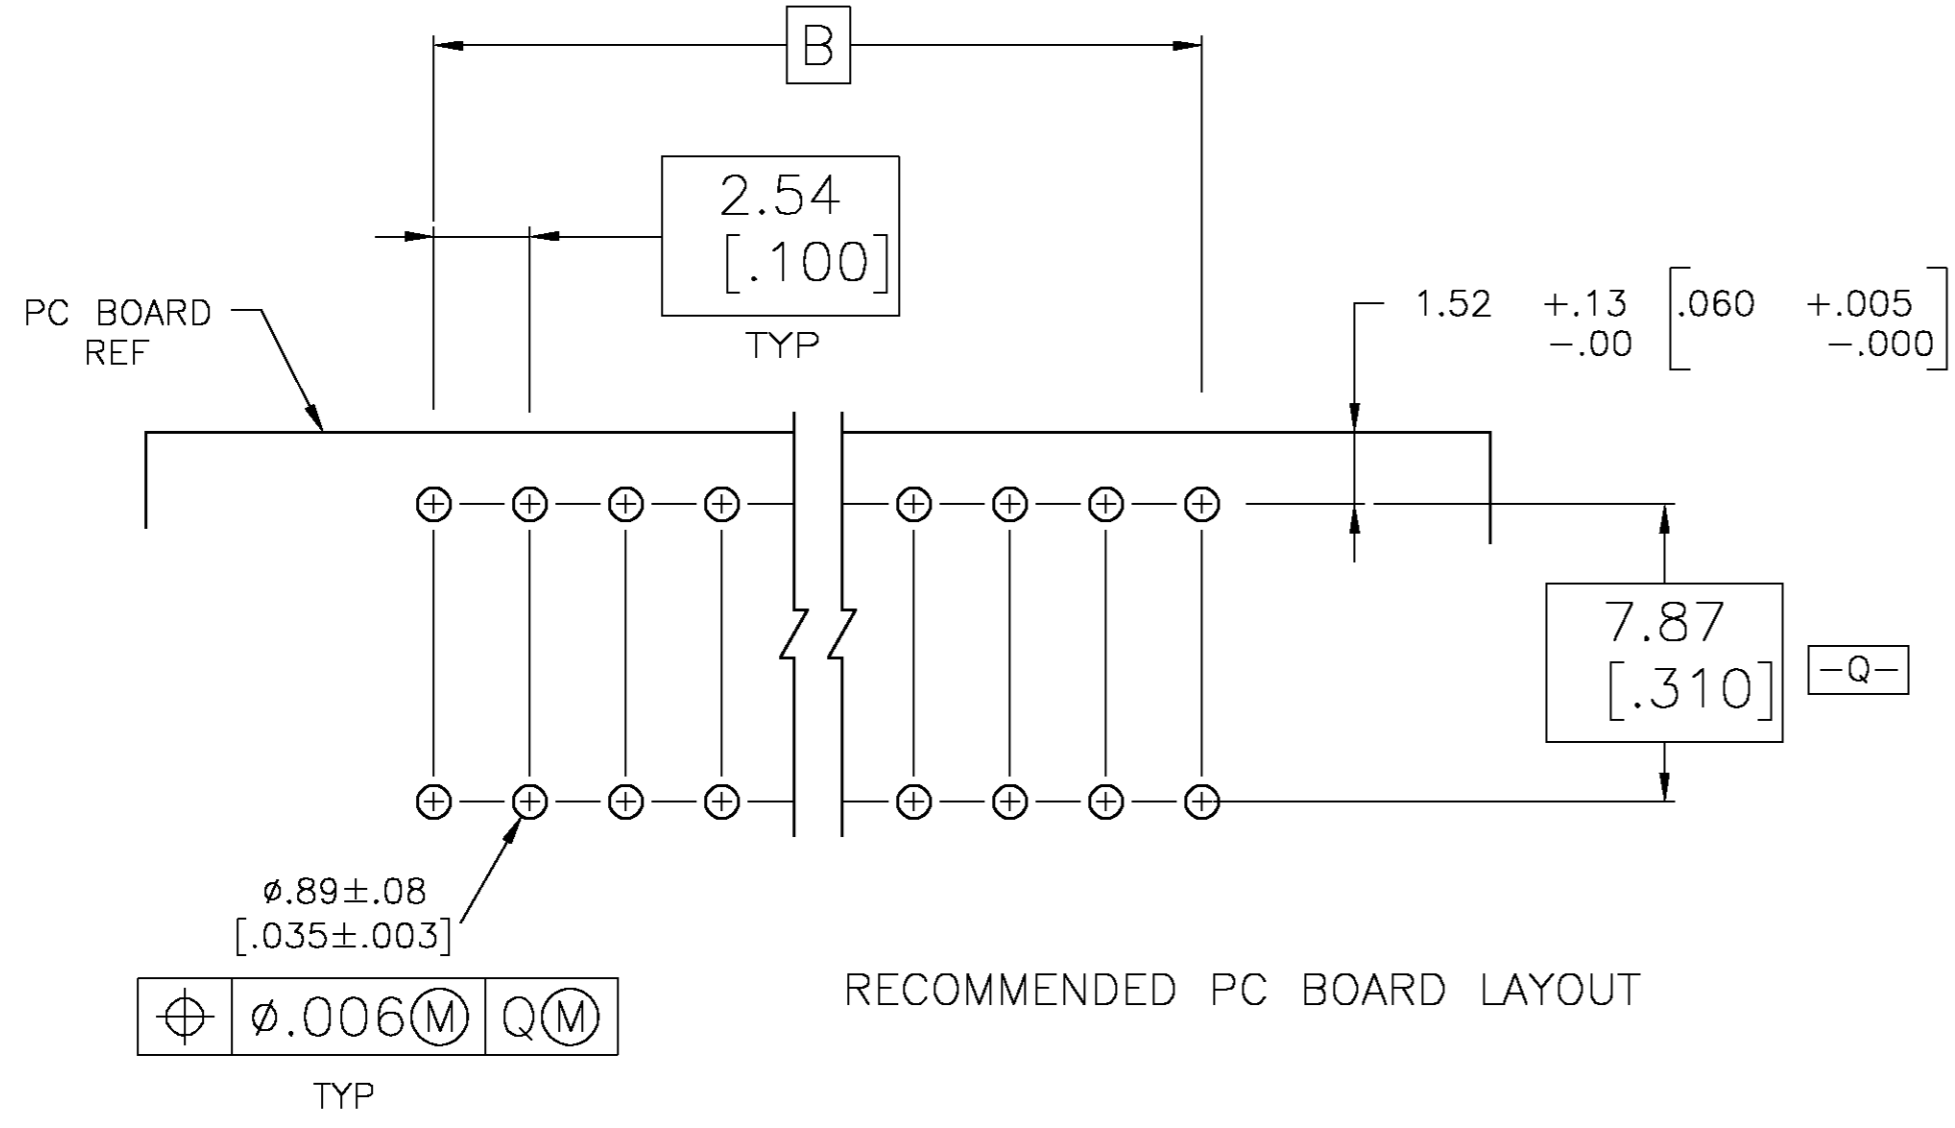 B
2.54
[.100]
TYP
PC BOARD
REF
1.52 +.13 [.060 +.005
-.00 -.000]
7.87
[.310]
-Q-
ø.89±.08
[.035±.003]
⌖ ø.006Ⓜ QⓂ
TYP
RECOMMENDED PC BOARD LAYOUT